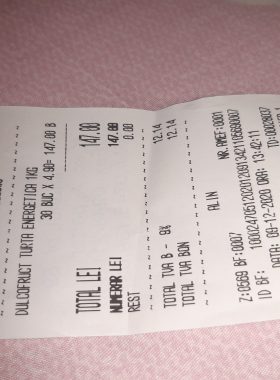 DULCOFRUCT TURTA ENERGETICA 1KG
30 BUC X 4.90= 147.00 B
TOTAL LEI 147.00
NUMERAR LEI 147.00
REST 0.00
TOTAL TVA B - 9% 12.14
TOTAL TVA BON 12.14
ALIN
NR.AMEF:0001
Z:0569 BF:0007
ID BF:
DATA: 09-12-2020 ORA: 13:42:11